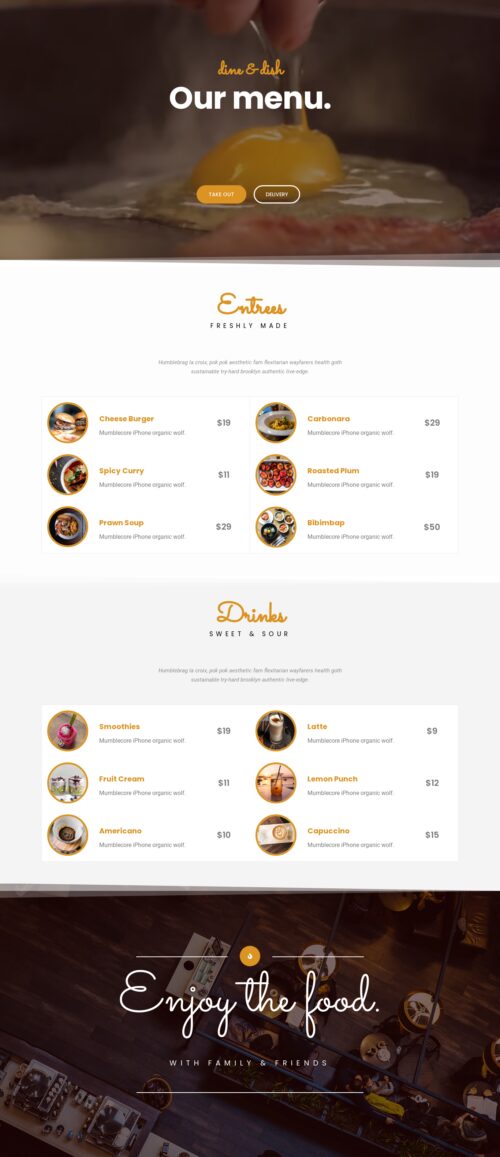 dine & dish
Our menu.
TAKE OUT
DELIVERY
Entrees
FRESHLY MADE
Humblebrag la croix, pok pok aesthetic fam flexitarian wayfarers health goth
sustainable try-hard brooklyn authentic live-edge.
Cheese Burger
$19
Mumblecore iPhone organic wolf.
Carbonara
$29
Mumblecore iPhone organic wolf.
Spicy Curry
$11
Mumblecore iPhone organic wolf.
Roasted Plum
$19
Mumblecore iPhone organic wolf.
Prawn Soup
$29
Mumblecore iPhone organic wolf.
Bibimbap
$50
Mumblecore iPhone organic wolf.
Drinks
SWEET & SOUR
Humblebrag la croix, pok pok aesthetic fam flexitarian wayfarers health goth
sustainable try-hard brooklyn authentic live-edge.
Smoothies
$19
Mumblecore iPhone organic wolf.
Latte
$9
Mumblecore iPhone organic wolf.
Fruit Cream
$11
Mumblecore iPhone organic wolf.
Lemon Punch
$12
Mumblecore iPhone organic wolf.
Americano
$10
Mumblecore iPhone organic wolf.
Capuccino
$15
Mumblecore iPhone organic wolf.
Enjoy the food.
WITH FAMILY & FRIENDS